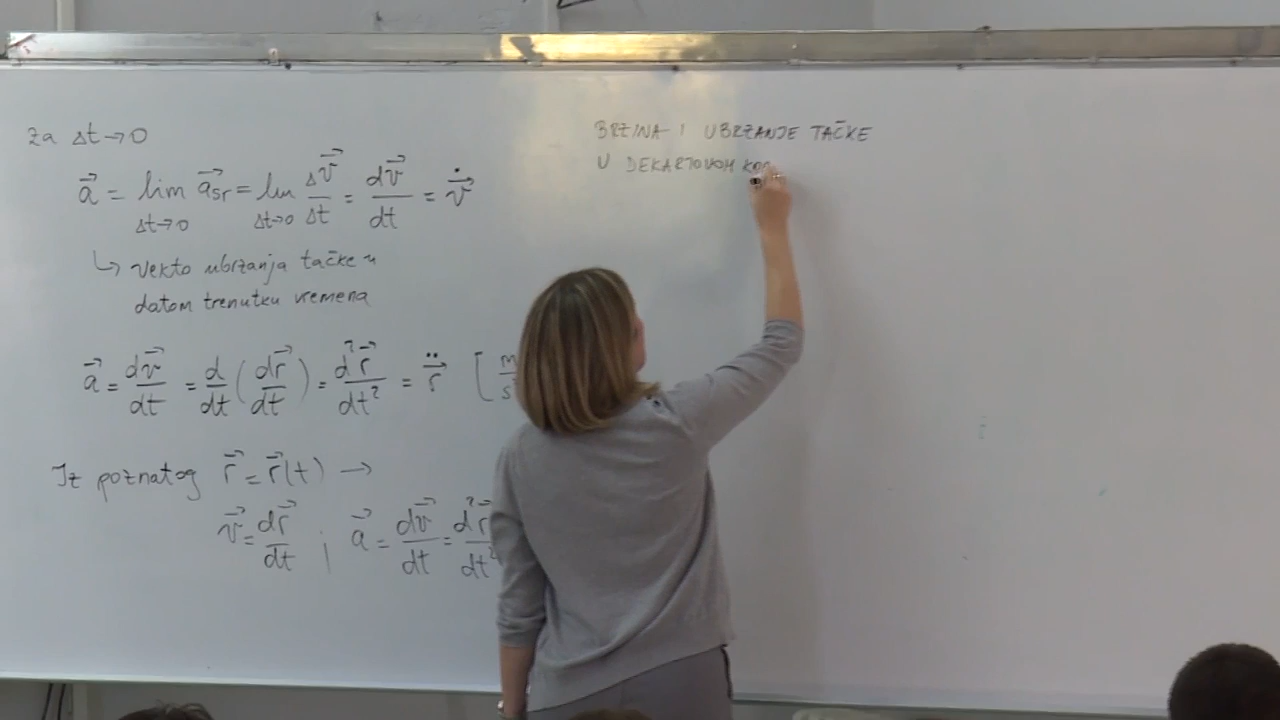 za Δt→0
a⃗ = lim a⃗sr = lim Δv⃗/Δt = dv⃗/dt = v⃗̇
Δt→0 Δt→0
↳ vekto ubrzanja tačke u
datom trenutku vremena
a⃗ = dv⃗/dt = d/dt (dr⃗/dt) = d²r⃗/dt² = r⃗̈ [m/s
Iz poznatog r⃗ = r⃗(t) →
v⃗ = dr⃗/dt ; a⃗ = dv⃗/dt = d²r⃗/dt²
BRZINA I UBRZANJE TAČKE
U DEKARTOVOM